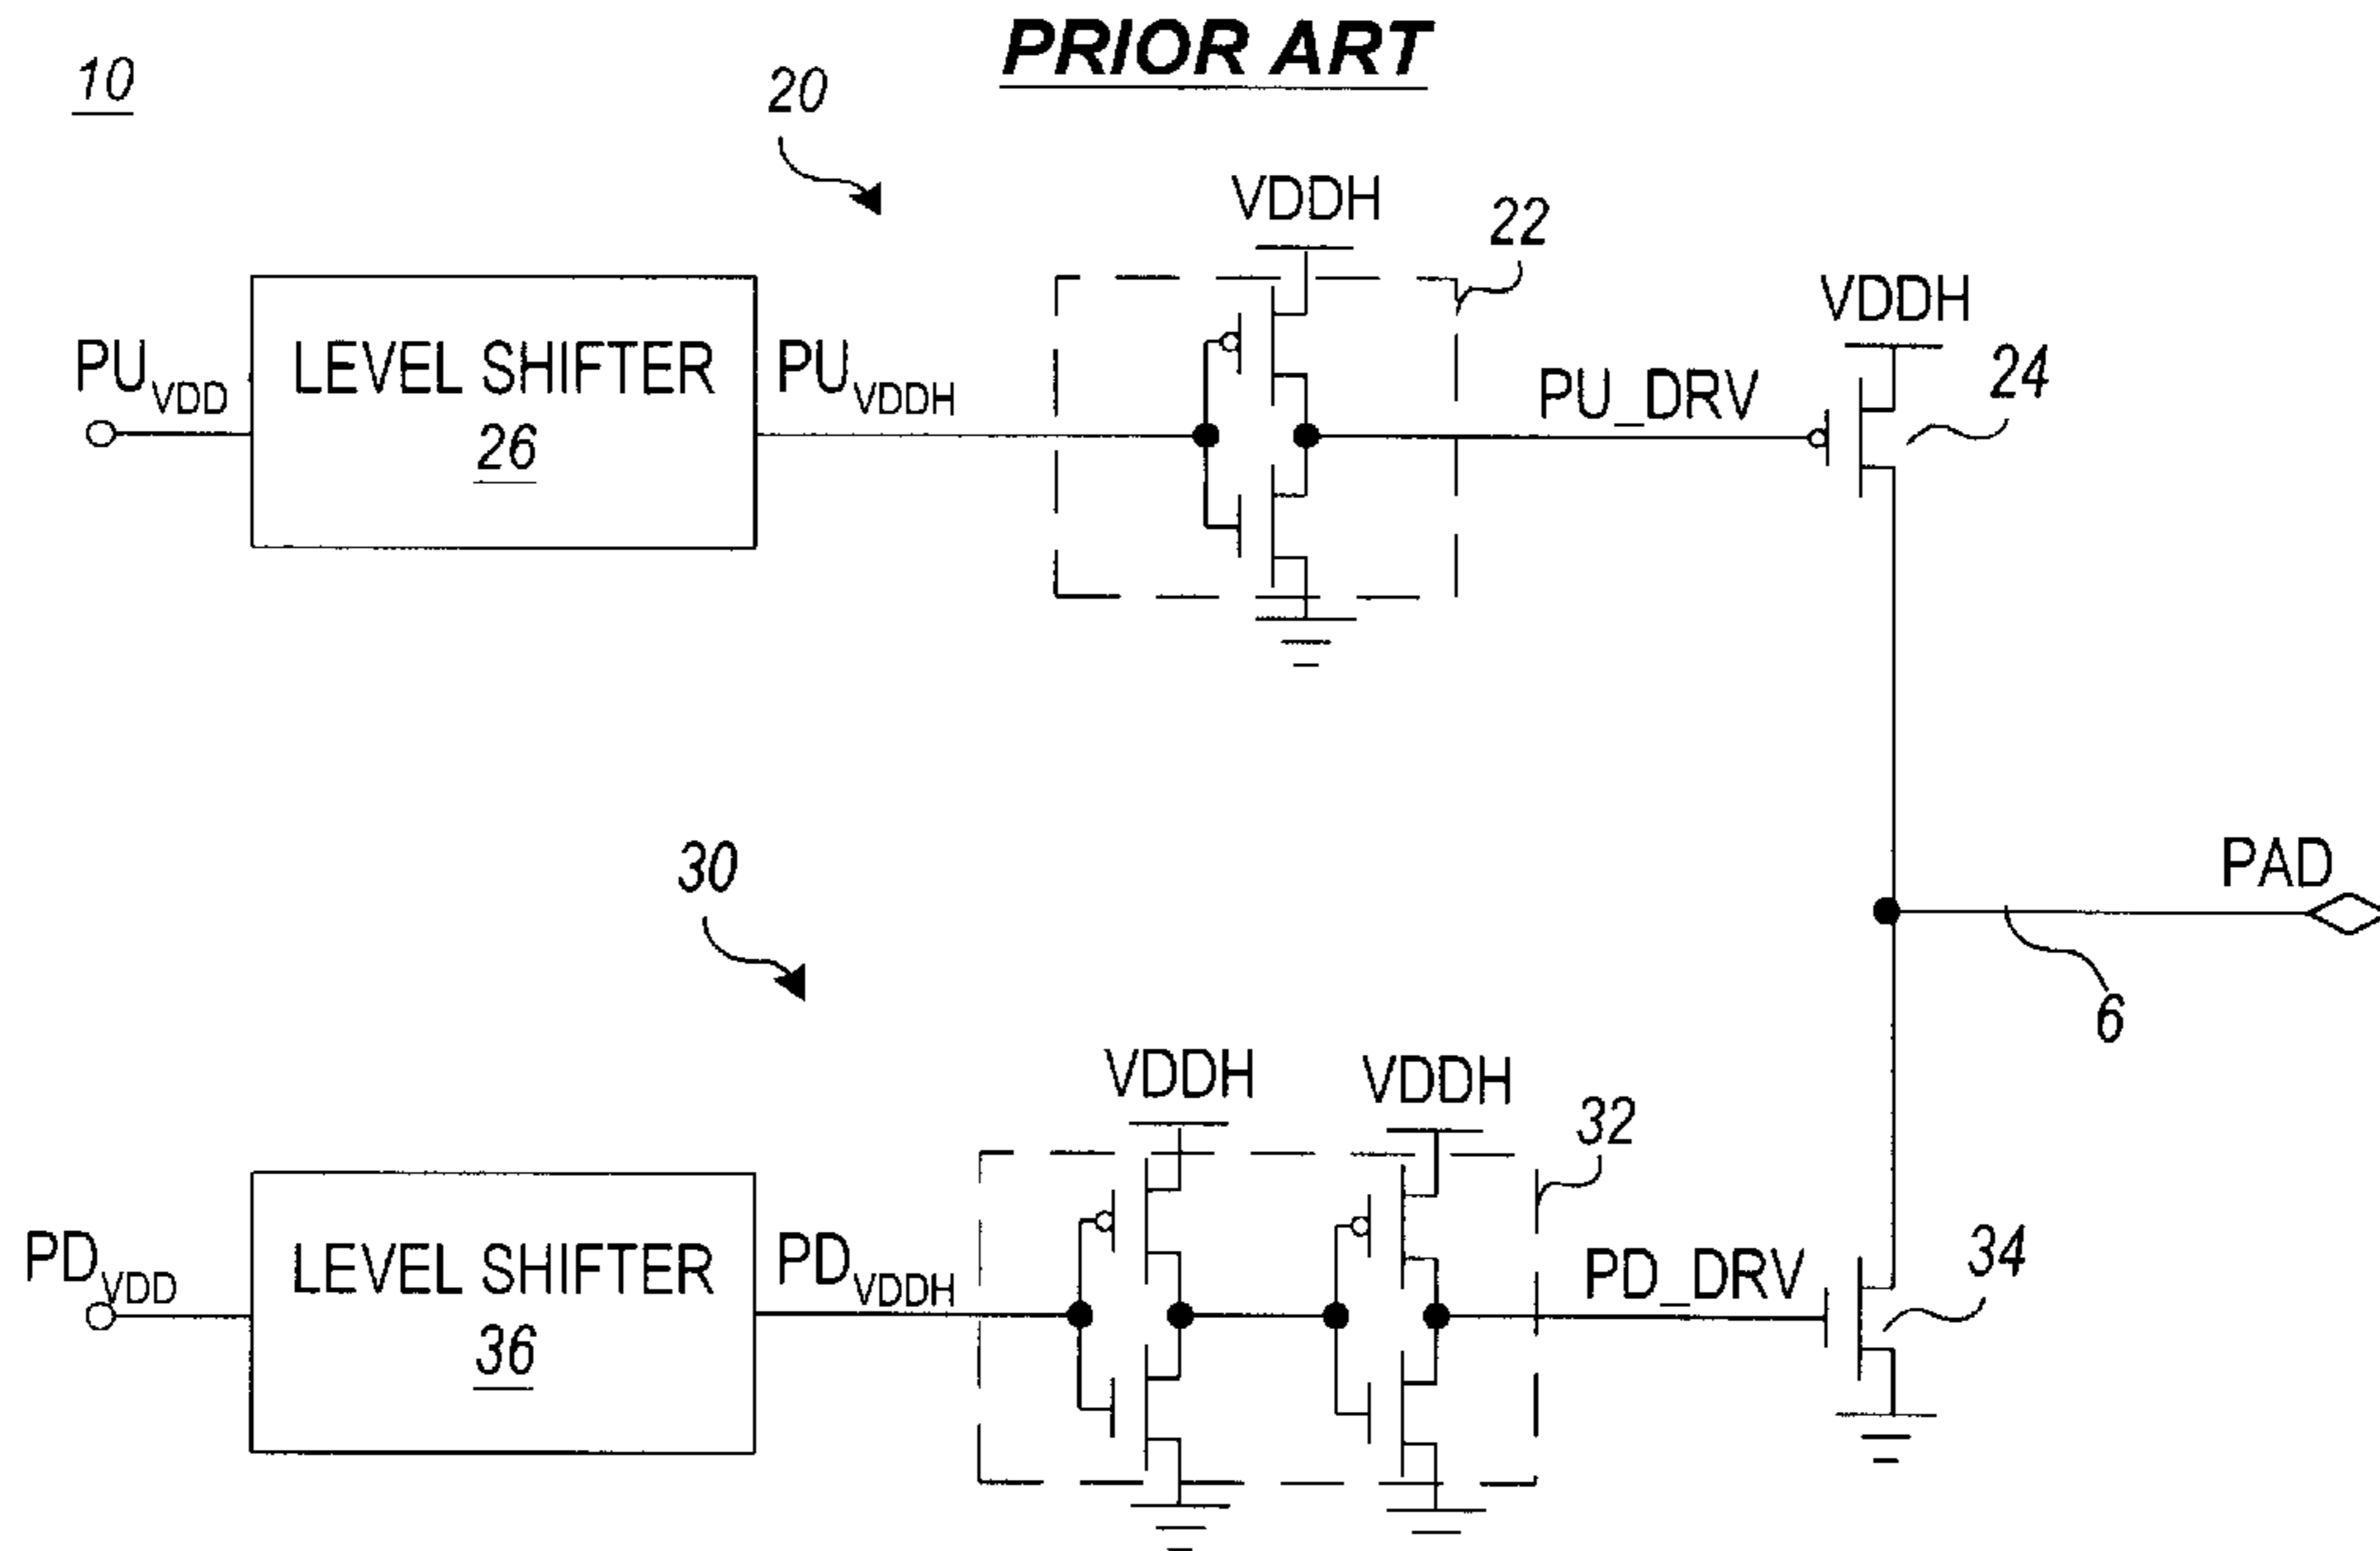 PRIOR ART
10
20
VDDH
22
VDDH
24
PU_VDD
LEVEL SHIFTER
26
PU_VDDH
PU_DRV
30
PAD
6
VDDH
VDDH
32
PD_VDD
LEVEL SHIFTER
36
PD_VDDH
PD_DRV
34